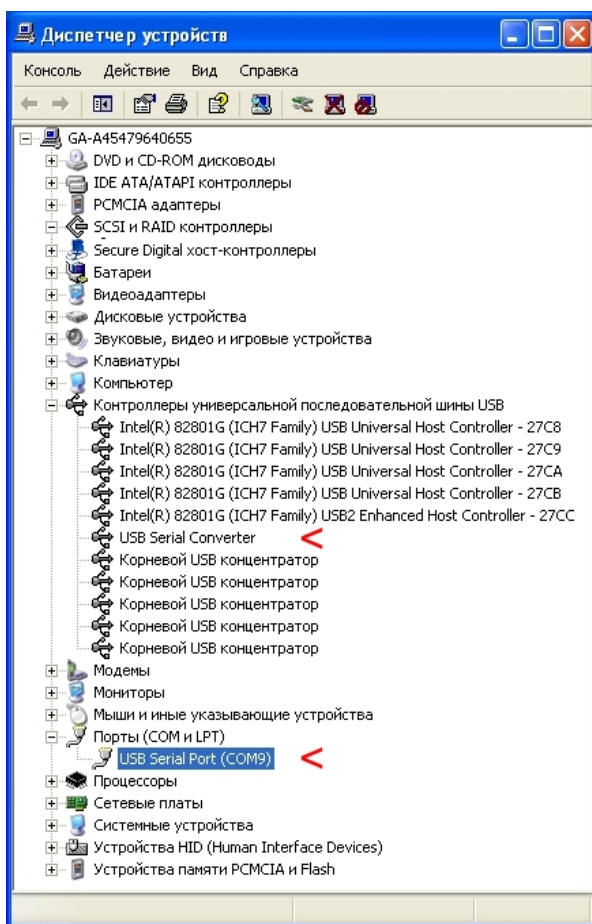 Диспетчер устройств
Консоль Действие Вид Справка
GA-A45479640655
DVD и CD-ROM дисководы
IDE ATA/ATAPI контроллеры
PCMCIA адаптеры
SCSI и RAID контроллеры
Secure Digital хост-контроллеры
Батареи
Видеоадаптеры
Дисковые устройства
Звуковые, видео и игровые устройства
Клавиатуры
Компьютер
Контроллеры универсальной последовательной шины USB
Intel(R) 82801G (ICH7 Family) USB Universal Host Controller - 27C8
Intel(R) 82801G (ICH7 Family) USB Universal Host Controller - 27C9
Intel(R) 82801G (ICH7 Family) USB Universal Host Controller - 27CA
Intel(R) 82801G (ICH7 Family) USB Universal Host Controller - 27CB
Intel(R) 82801G (ICH7 Family) USB2 Enhanced Host Controller - 27CC
USB Serial Converter <
Корневой USB концентратор
Корневой USB концентратор
Корневой USB концентратор
Корневой USB концентратор
Корневой USB концентратор
Модемы
Мониторы
Мыши и иные указывающие устройства
Порты (COM и LPT)
USB Serial Port (COM9) <
Процессоры
Сетевые платы
Системные устройства
Устройства HID (Human Interface Devices)
Устройства памяти PCMCIA и Flash